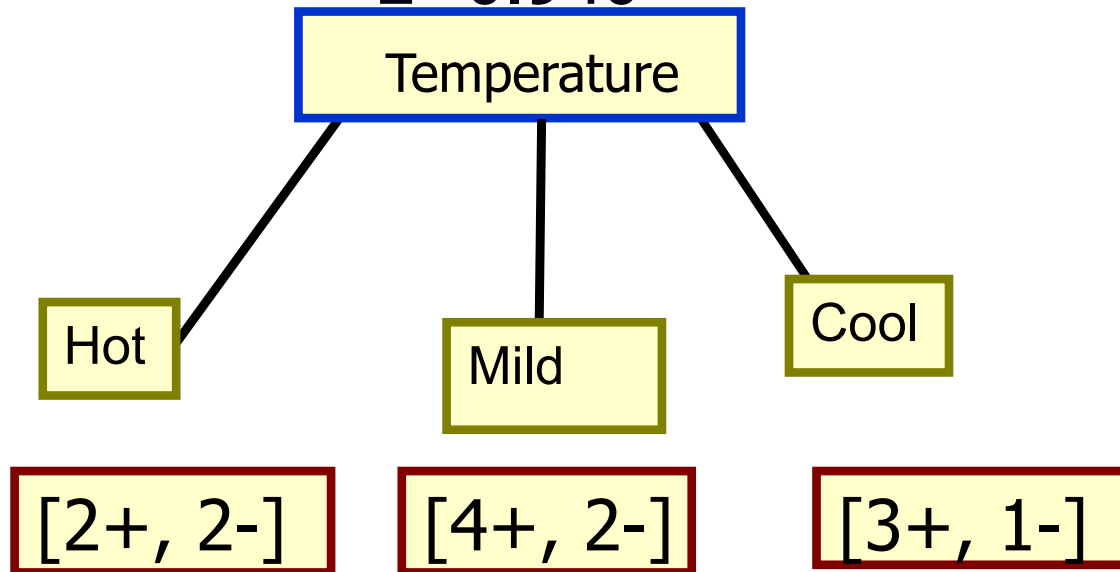 Temperature
Hot
Mild
Cool
[2+, 2-]
[4+, 2-]
[3+, 1-]